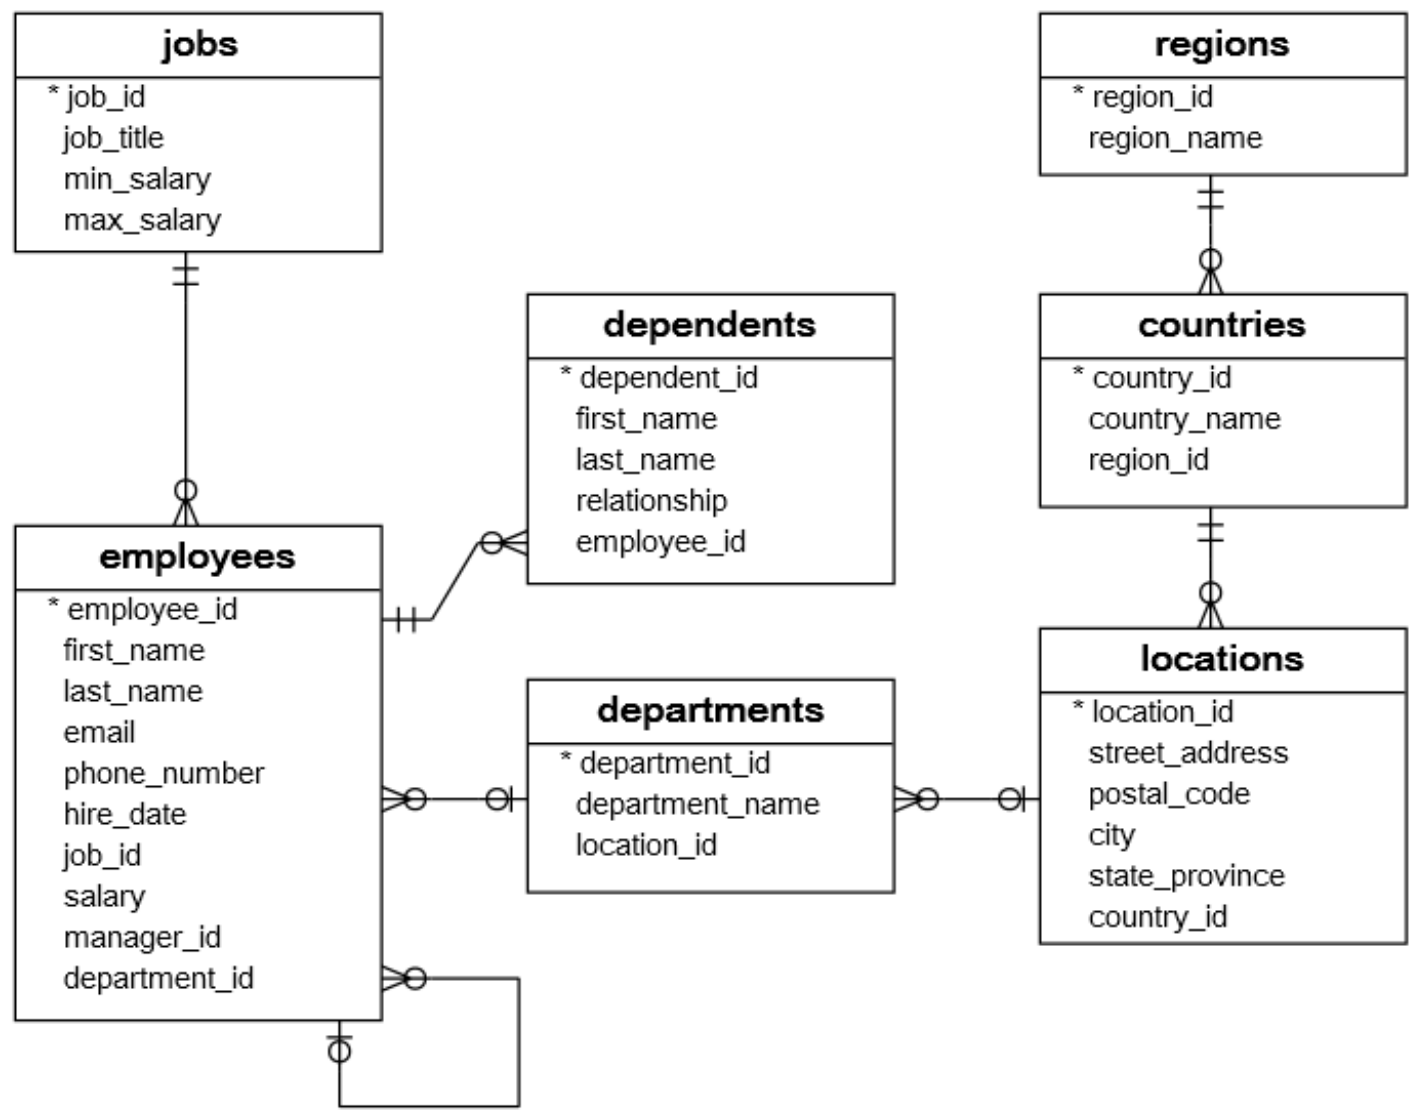 jobs
* job_id
job_title
min_salary
max_salary
regions
* region_id
region_name
dependents
* dependent_id
first_name
last_name
relationship
employee_id
countries
* country_id
country_name
region_id
employees
* employee_id
first_name
last_name
email
phone_number
hire_date
job_id
salary
manager_id
department_id
departments
* department_id
department_name
location_id
locations
* location_id
street_address
postal_code
city
state_province
country_id